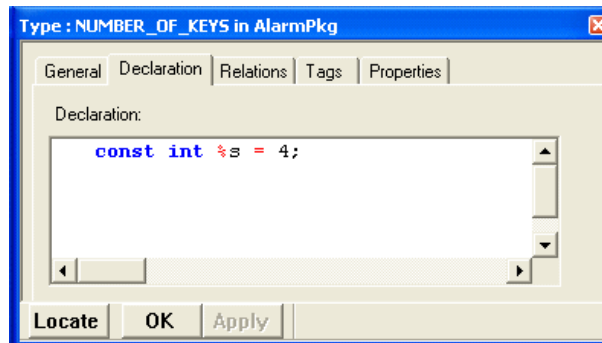 Type : NUMBER_OF_KEYS in AlarmPkg
General Declaration Relations Tags Properties
Declaration:
const int %s = 4;
Locate OK Apply